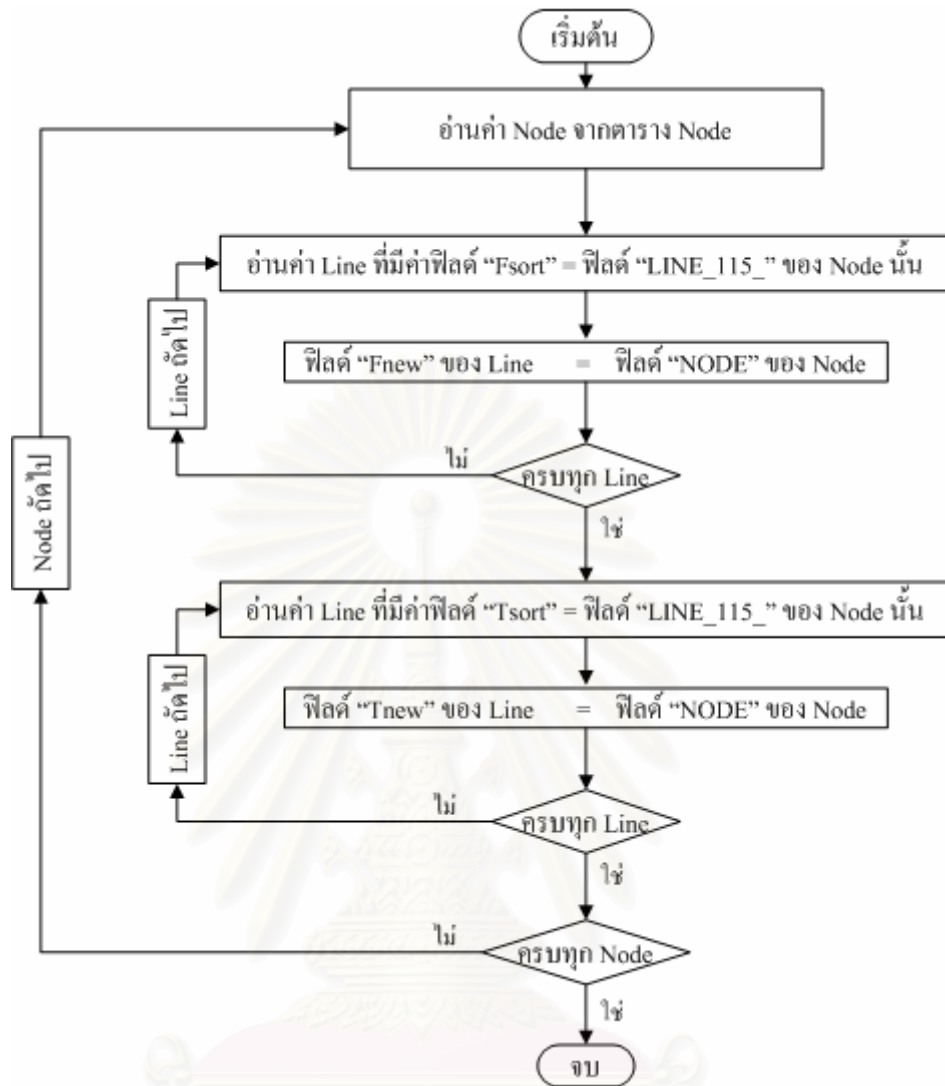 เริ่มต้น
อ่านค่า Node จากตาราง Node
อ่านค่า Line ที่มีค่าฟิลด์ “Fsort” = ฟิลด์ “LINE_115_” ของ Node นั้น
Line ถัดไป
ฟิลด์ “Fnew” ของ Line = ฟิลด์ “NODE” ของ Node
ไม่
ครบทุก Line
ใช่
Node ถัดไป
อ่านค่า Line ที่มีค่าฟิลด์ “Tsort” = ฟิลด์ “LINE_115_” ของ Node นั้น
Line ถัดไป
ฟิลด์ “Tnew” ของ Line = ฟิลด์ “NODE” ของ Node
ไม่
ครบทุก Line
ใช่
ไม่
ครบทุก Node
ใช่
จบ